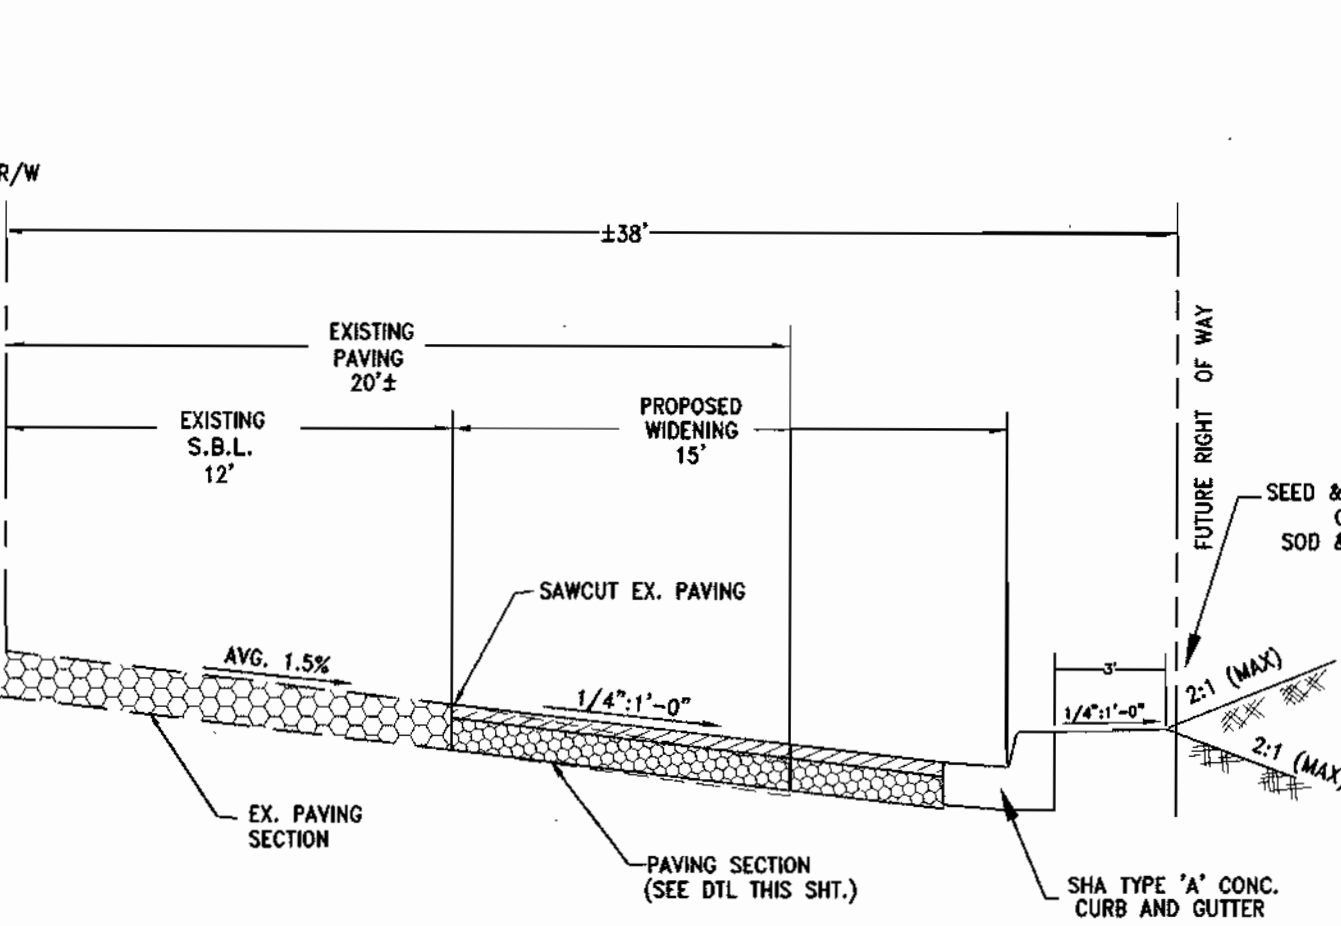 R/W
±38'
EXISTING
PAVING
20'±
EXISTING
S.B.L.
12'
PROPOSED
WIDENING
15'
FUTURE RIGHT OF WAY
SEED &
SOD &
SAWCUT EX. PAVING
AVG. 1.5%
1/4":1'-0"
3'
1/4":1'-0"
2:1 (MAX)
2:1 (MAX)
EX. PAVING
SECTION
PAVING SECTION
(SEE DTL THIS SHT.)
SHA TYPE 'A' CONC.
CURB AND GUTTER